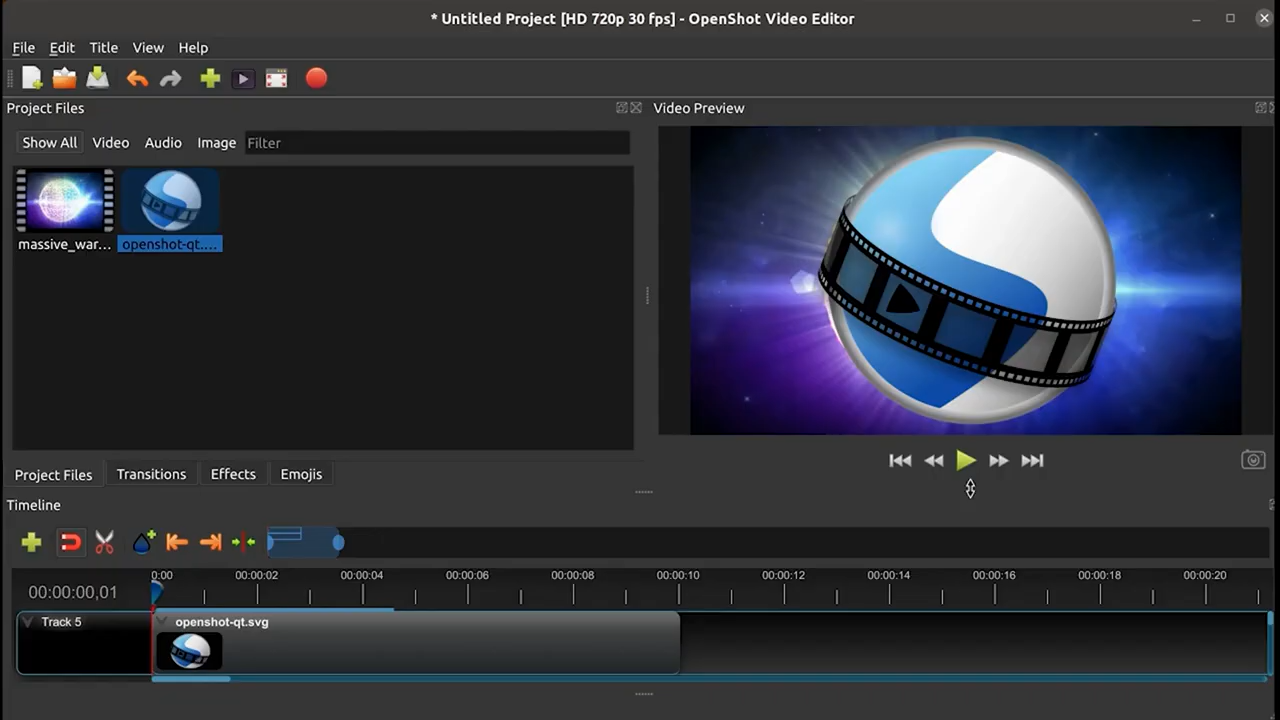 * Untitled Project [HD 720p 30 fps] - OpenShot Video Editor
File Edit Title View Help
Project Files
Video Preview
Show All Video Audio Image Filter
massive_war... openshot-qt....
Project Files Transitions Effects Emojis
Timeline
0:00 00:00:02 00:00:04 00:00:06 00:00:08 00:00:10 00:00:12 00:00:14 00:00:16 00:00:18 00:00:20
00:00:00,01
Track 5 openshot-qt.svg